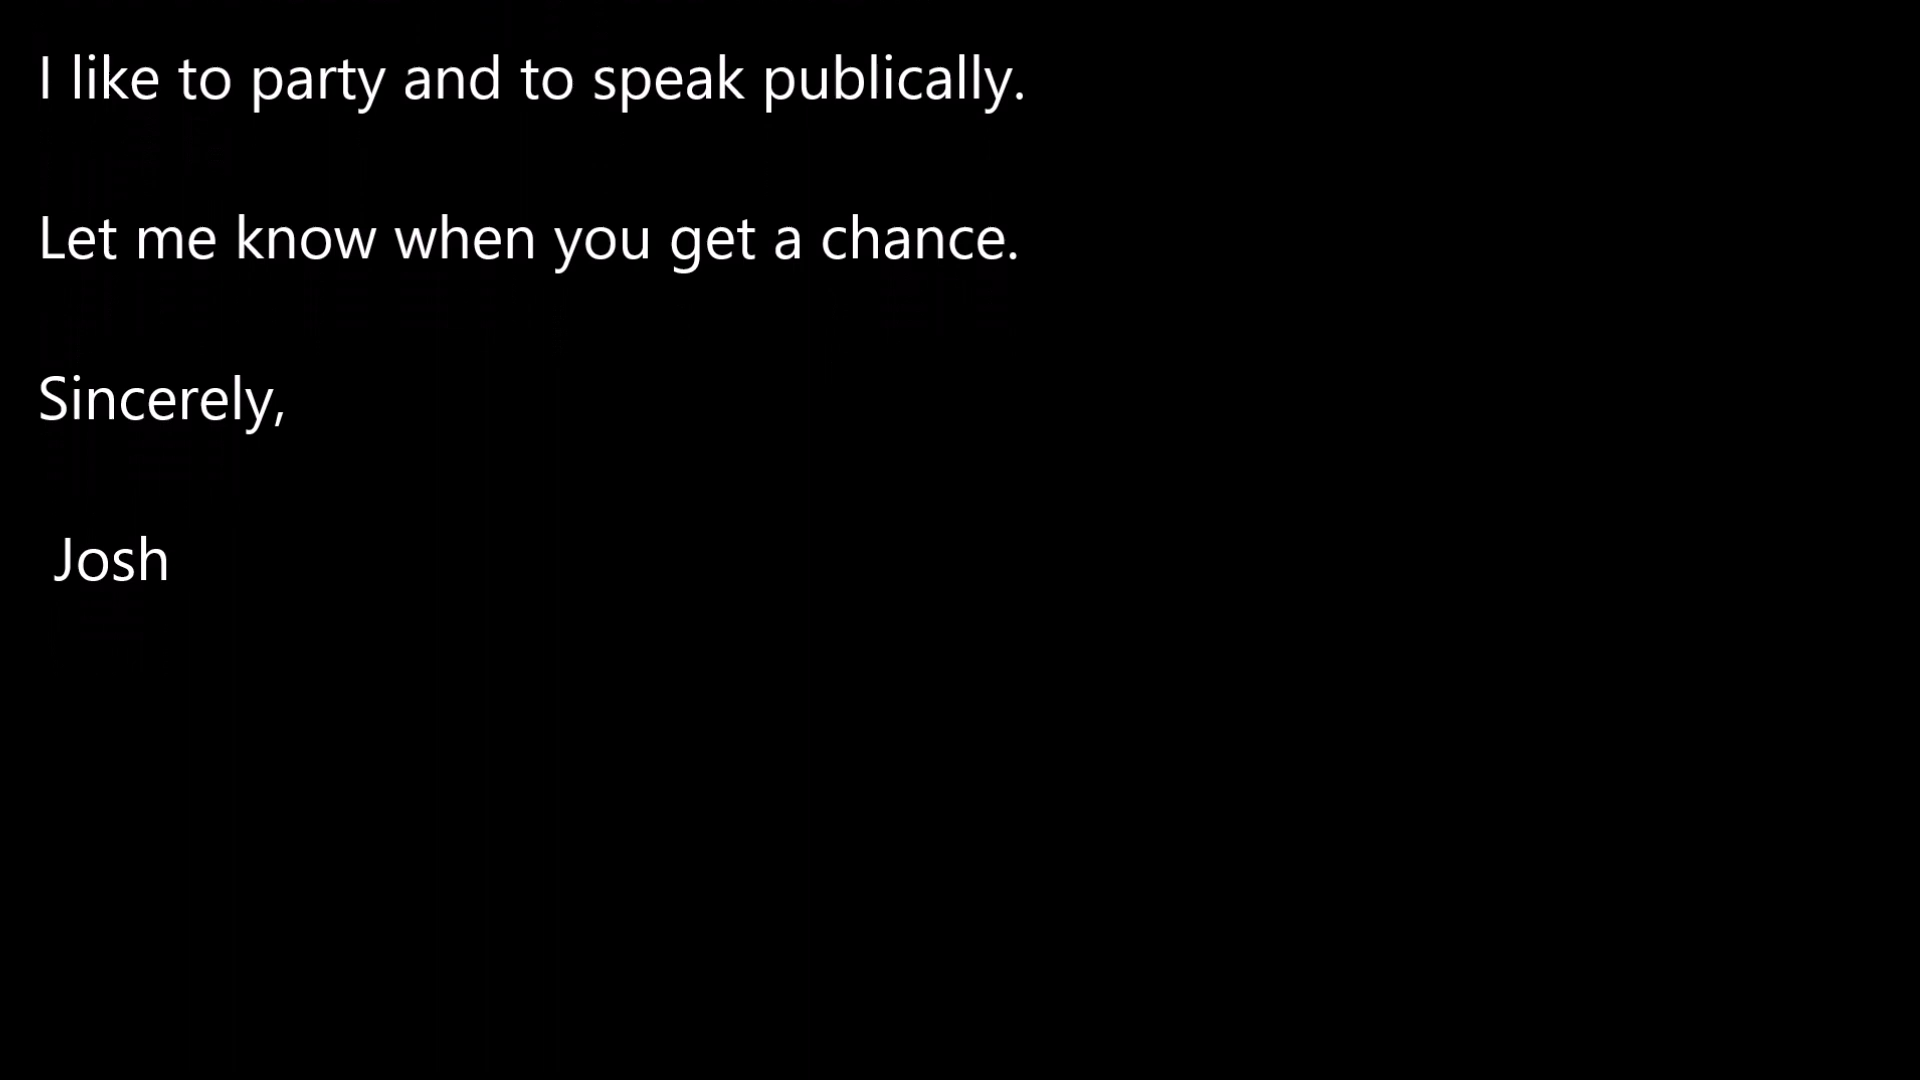 I like to party and to speak publically.
Let me know when you get a chance.
Sincerely,
Josh